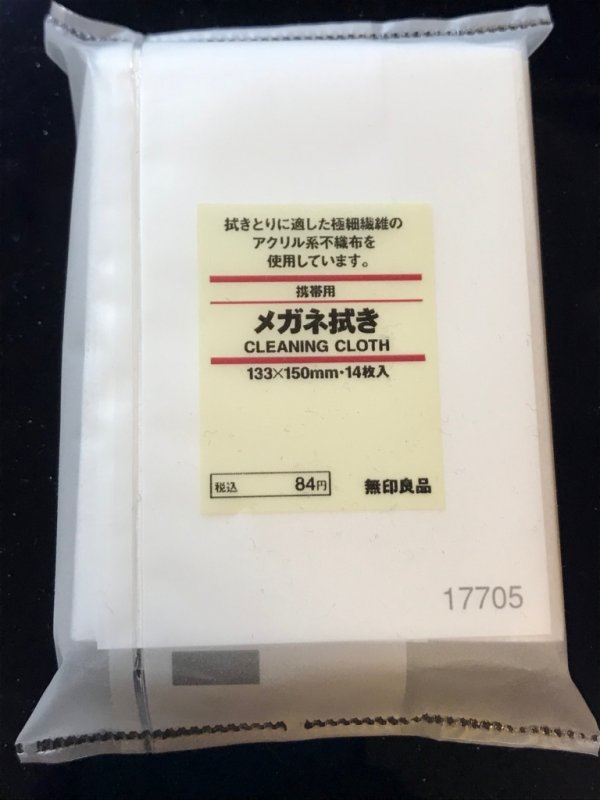 拭きとりに適した極細繊維の
アクリル系不織布を
使用しています。
携帯用
メガネ拭き
CLEANING CLOTH
133×150mm・14枚入
税込 84円 無印良品
17705